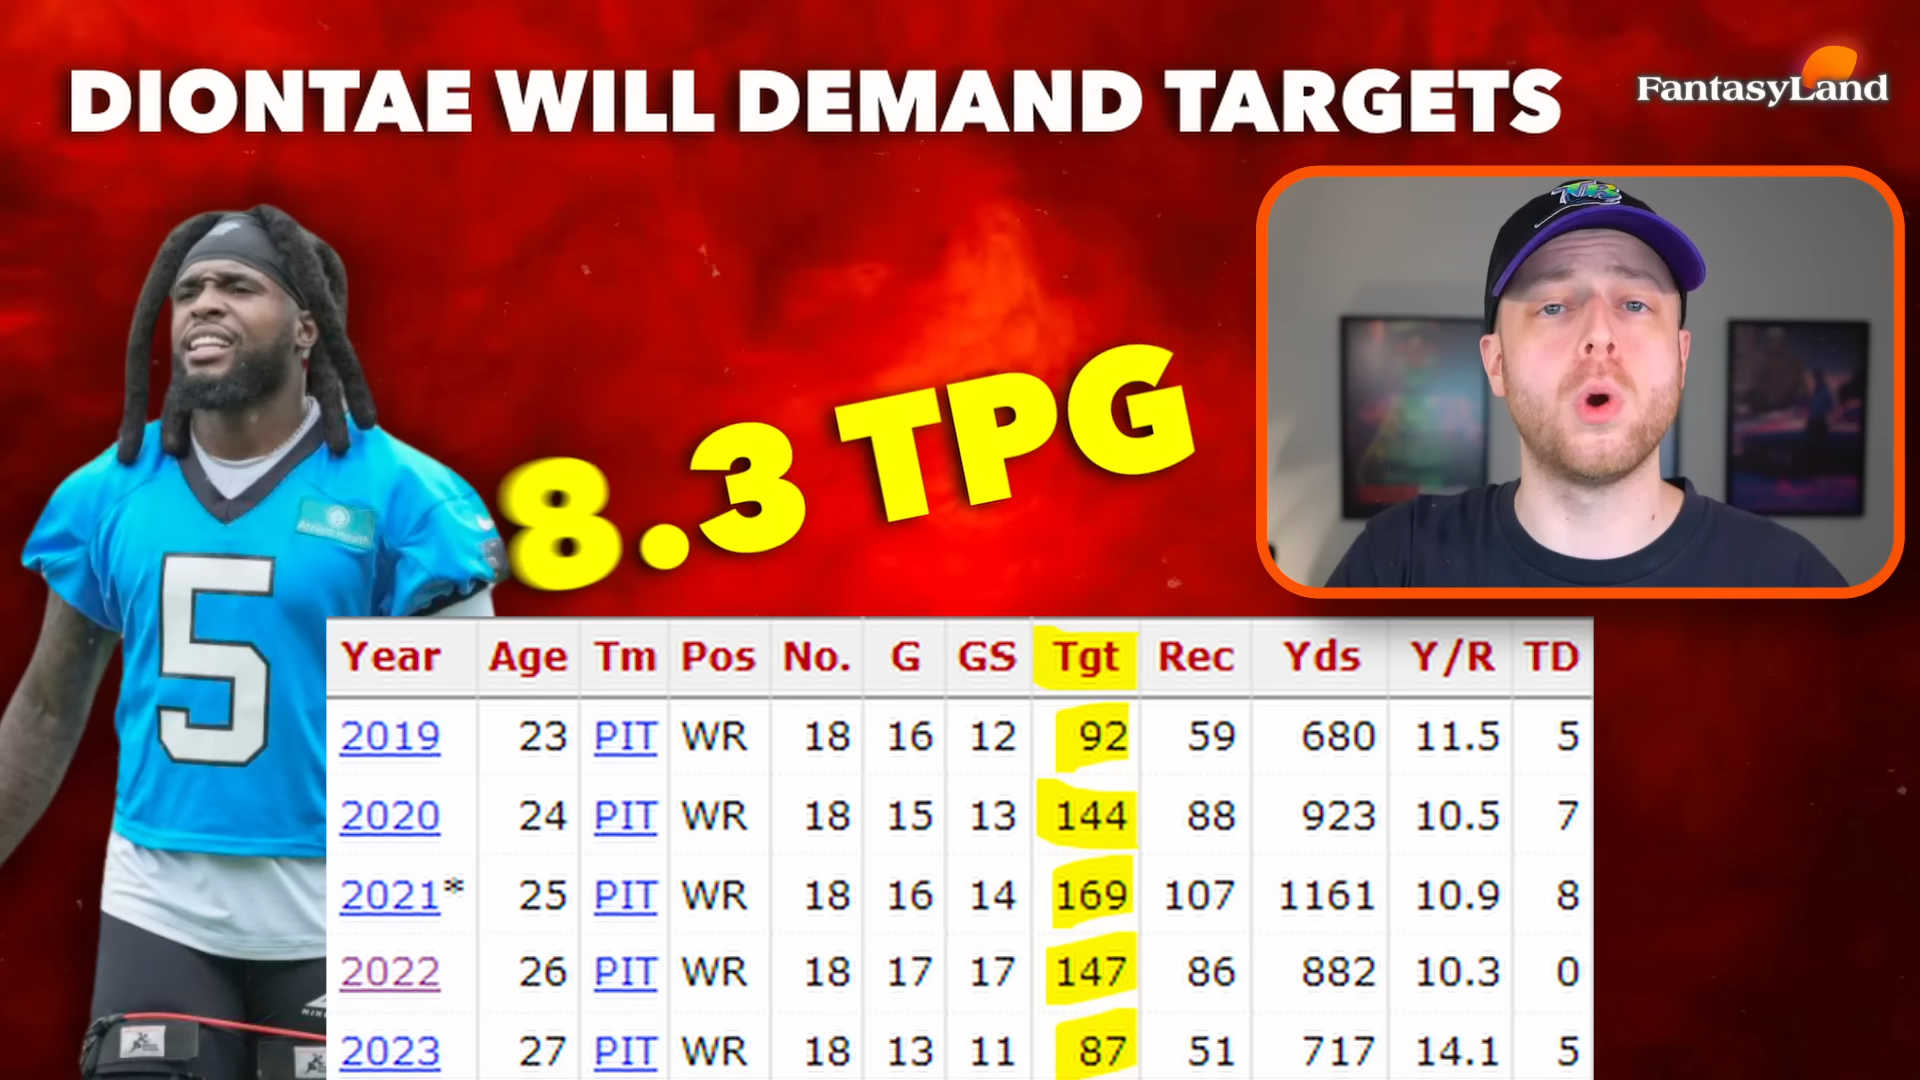 DIONTAE WILL DEMAND TARGETS
FantasyLand
8.3 TPG
5
Year Age Tm Pos No. G GS Tgt Rec Yds Y/R TD
2019 23 PIT WR 18 16 12 92 59 680 11.5 5
2020 24 PIT WR 18 15 13 144 88 923 10.5 7
2021* 25 PIT WR 18 16 14 169 107 1161 10.9 8
2022 26 PIT WR 18 17 17 147 86 882 10.3 0
2023 27 PIT WR 18 13 11 87 51 717 14.1 5